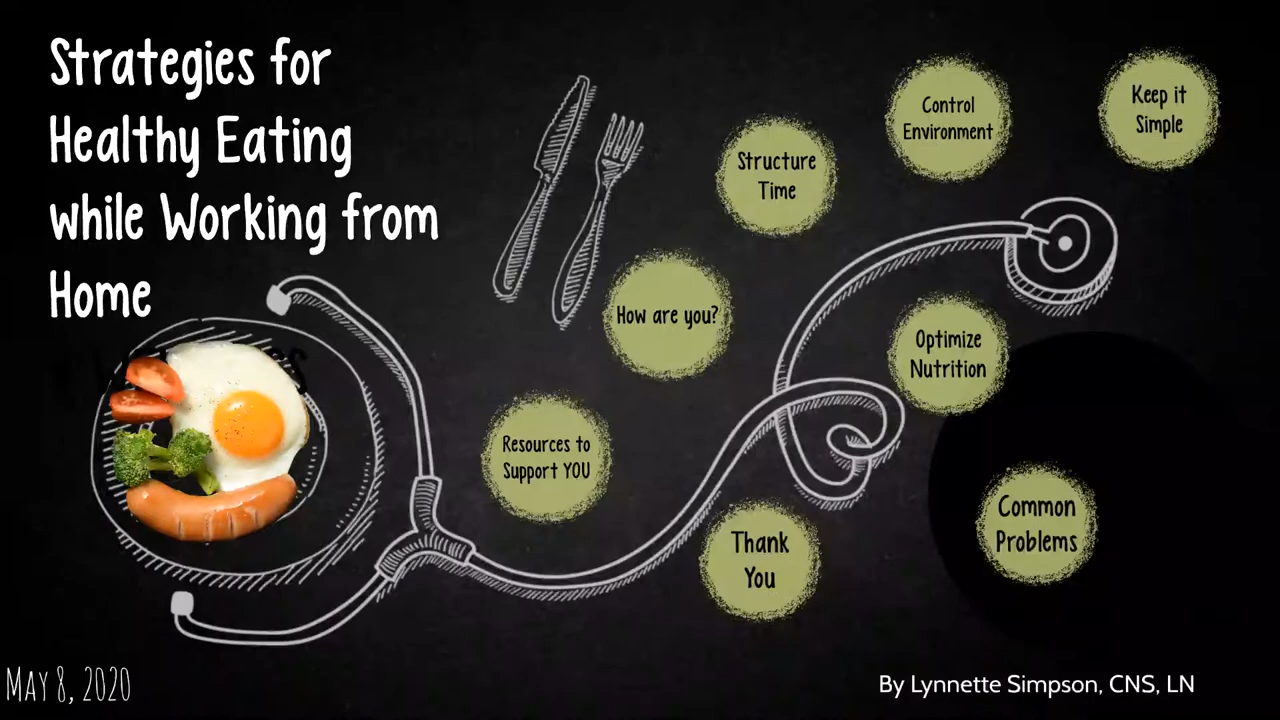 Strategies for
Healthy Eating
while Working from
Home
Control
Environment
Keep it
Simple
Structure
Time
How are you?
Optimize
Nutrition
Resources to
Support YOU
Common
Problems
Thank
You
May 8, 2020
By Lynnette Simpson, CNS, LN